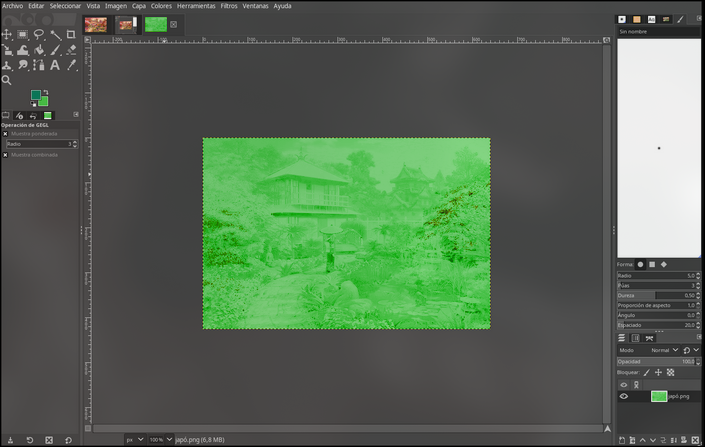 Archivo Editar Seleccionar Vista Imagen Capa Colores Herramientas Filtros Ventanas Ayuda
Sin nombre
Operación de GEGL
Muestra ponderada
Radio 3
Muestra combinada
Forma:
Radio 5,0
Púas 3
Dureza 0,50
Proporción de aspecto 1,0
Ángulo 0,0
Espaciado 20,0
Modo Normal
Opacidad 100,0
Bloquear:
japó.png
px 100 % japó.png (6,8 MB)